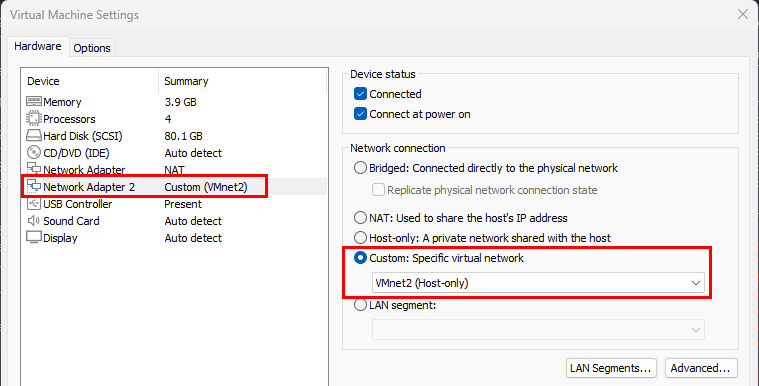 Virtual Machine Settings
Hardware
Options
Device Summary
Memory 3.9 GB
Processors 4
Hard Disk (SCSI) 80.1 GB
CD/DVD (IDE) Auto detect
Network Adapter NAT
Network Adapter 2 Custom (VMnet2)
USB Controller Present
Sound Card Auto detect
Display Auto detect
Device status
Connected
Connect at power on
Network connection
Bridged: Connected directly to the physical network
Replicate physical network connection state
NAT: Used to share the host's IP address
Host-only: A private network shared with the host
Custom: Specific virtual network
VMnet2 (Host-only)
LAN segment:
LAN Segments...
Advanced...